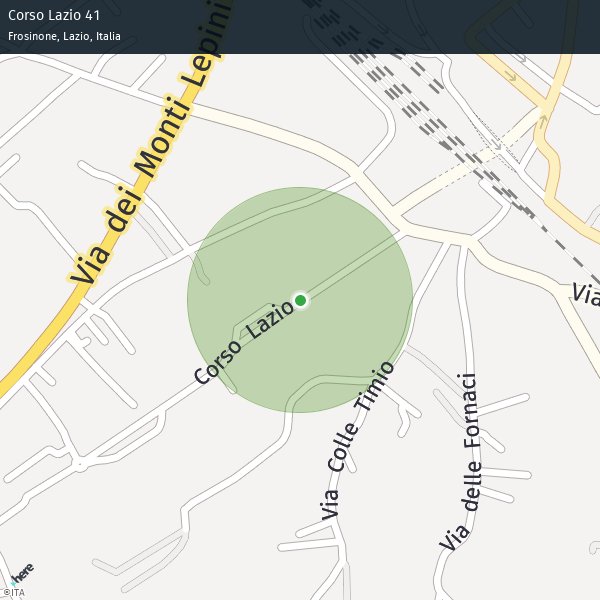 Corso Lazio 41
Frosinone, Lazio, Italia
Via dei Monti Lepini
Via
Corso Lazio
Via Colle Timio
Via delle Fornaci
here
©ITA